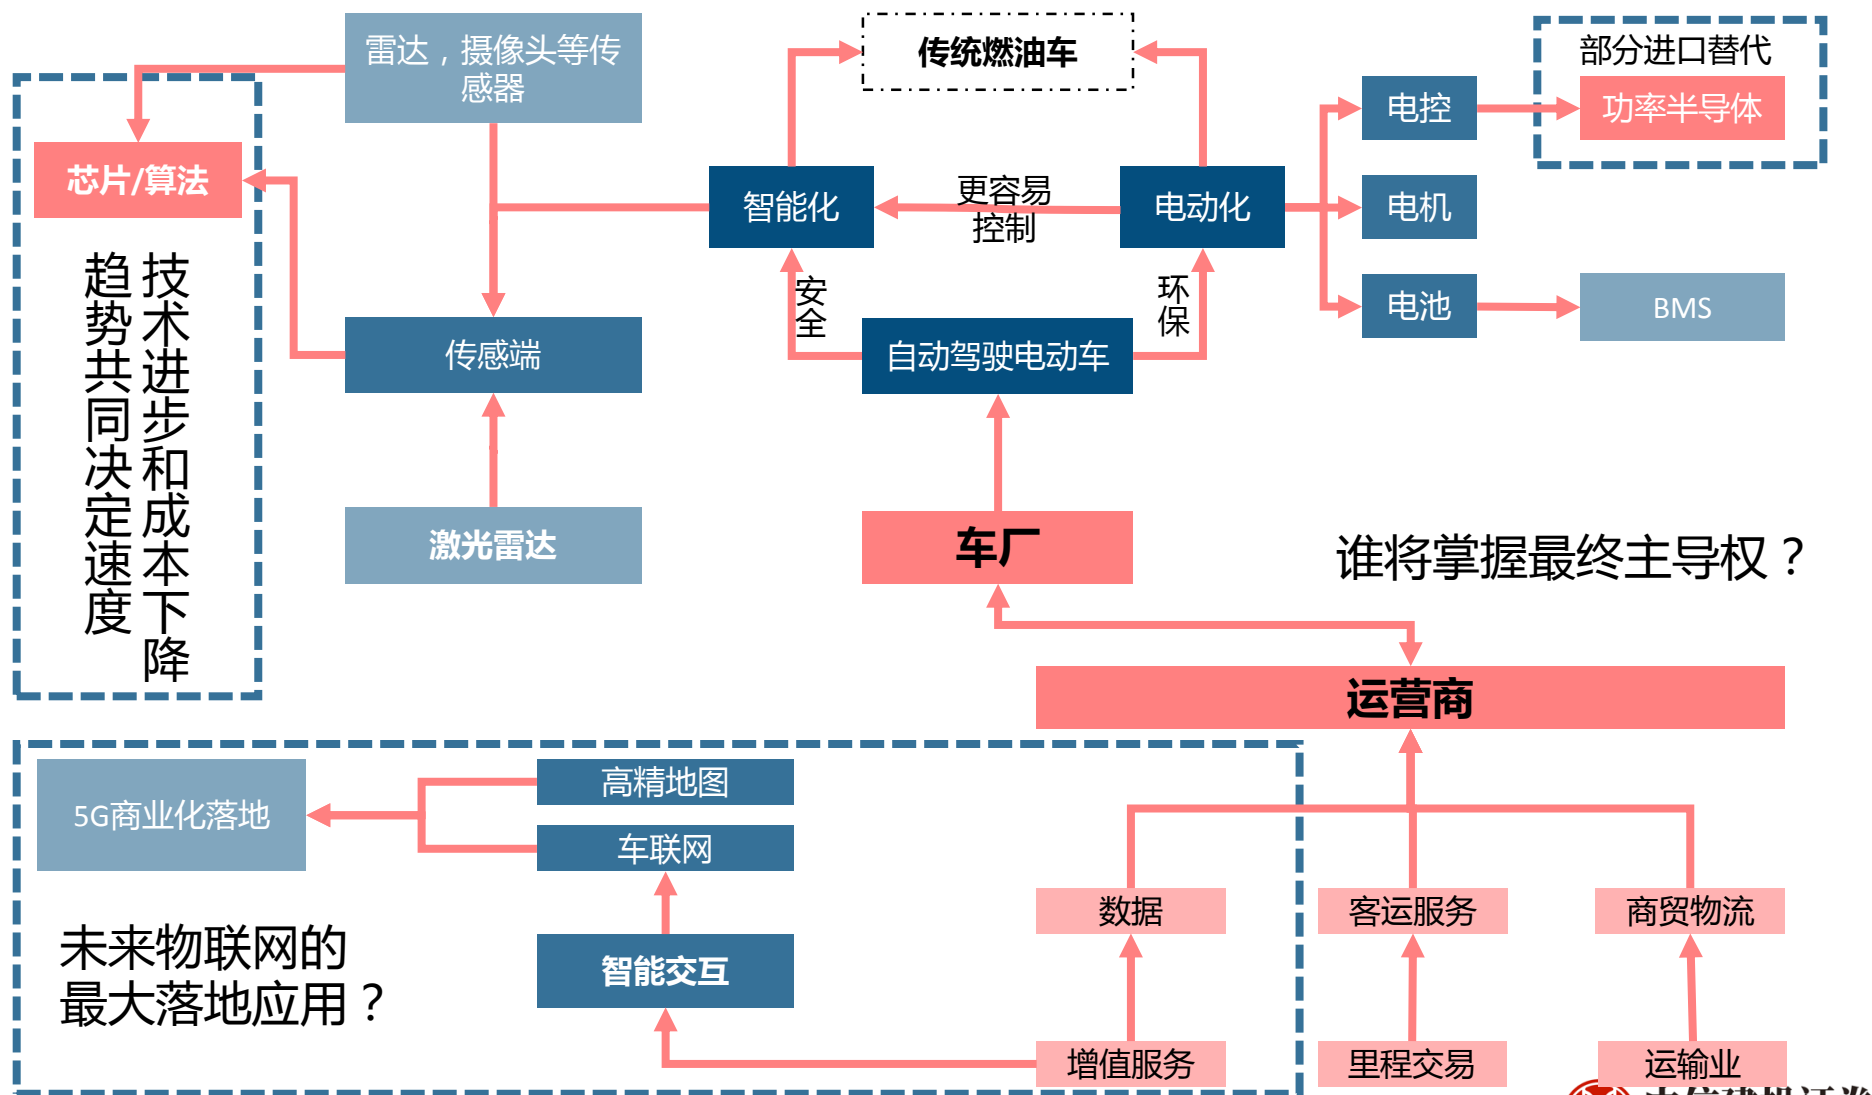 雷达，摄像头等传
感器
传统燃油车
部分进口替代
电控
功率半导体
芯片/算法
智能化
更容易
控制
电动化
电机
技术进步和成本下降
趋势共同决定速度
安全
环保
电池
BMS
传感端
自动驾驶电动车
激光雷达
车厂
谁将掌握最终主导权？
运营商
5G商业化落地
高精地图
车联网
数据
客运服务
商贸物流
未来物联网的
最大落地应用？
智能交互
增值服务
里程交易
运输业